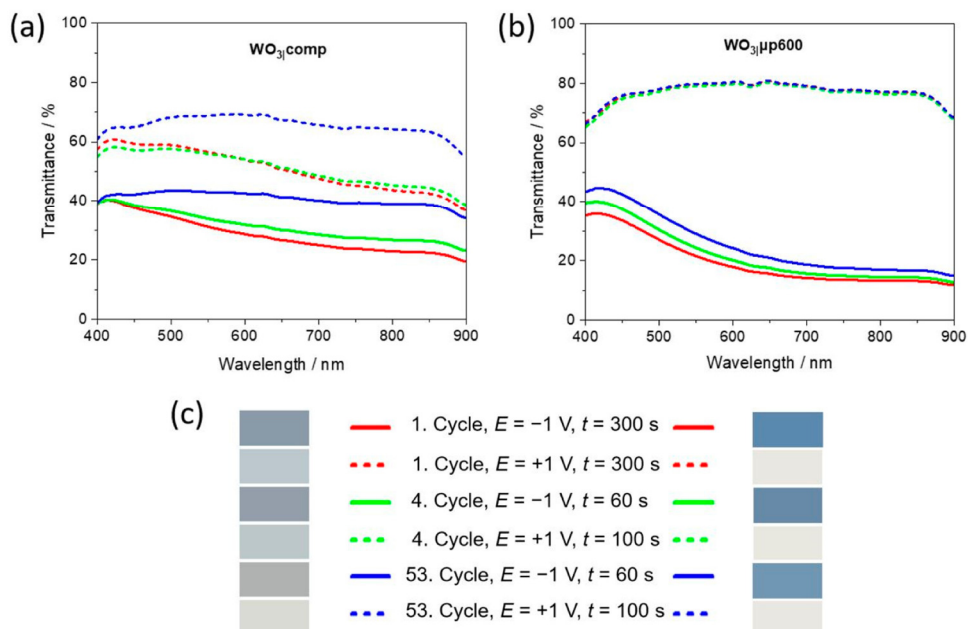 (a)
WO₃|comp
Transmittance / %
100
80
60
40
20
0
400 500 600 700 800 900
Wavelength / nm
(b)
WO₃|μp600
Transmittance / %
100
80
60
40
20
0
400 500 600 700 800 900
Wavelength / nm
(c)
1. Cycle, E = −1 V, t = 300 s
1. Cycle, E = +1 V, t = 300 s
4. Cycle, E = −1 V, t = 60 s
4. Cycle, E = +1 V, t = 100 s
53. Cycle, E = −1 V, t = 60 s
53. Cycle, E = +1 V, t = 100 s